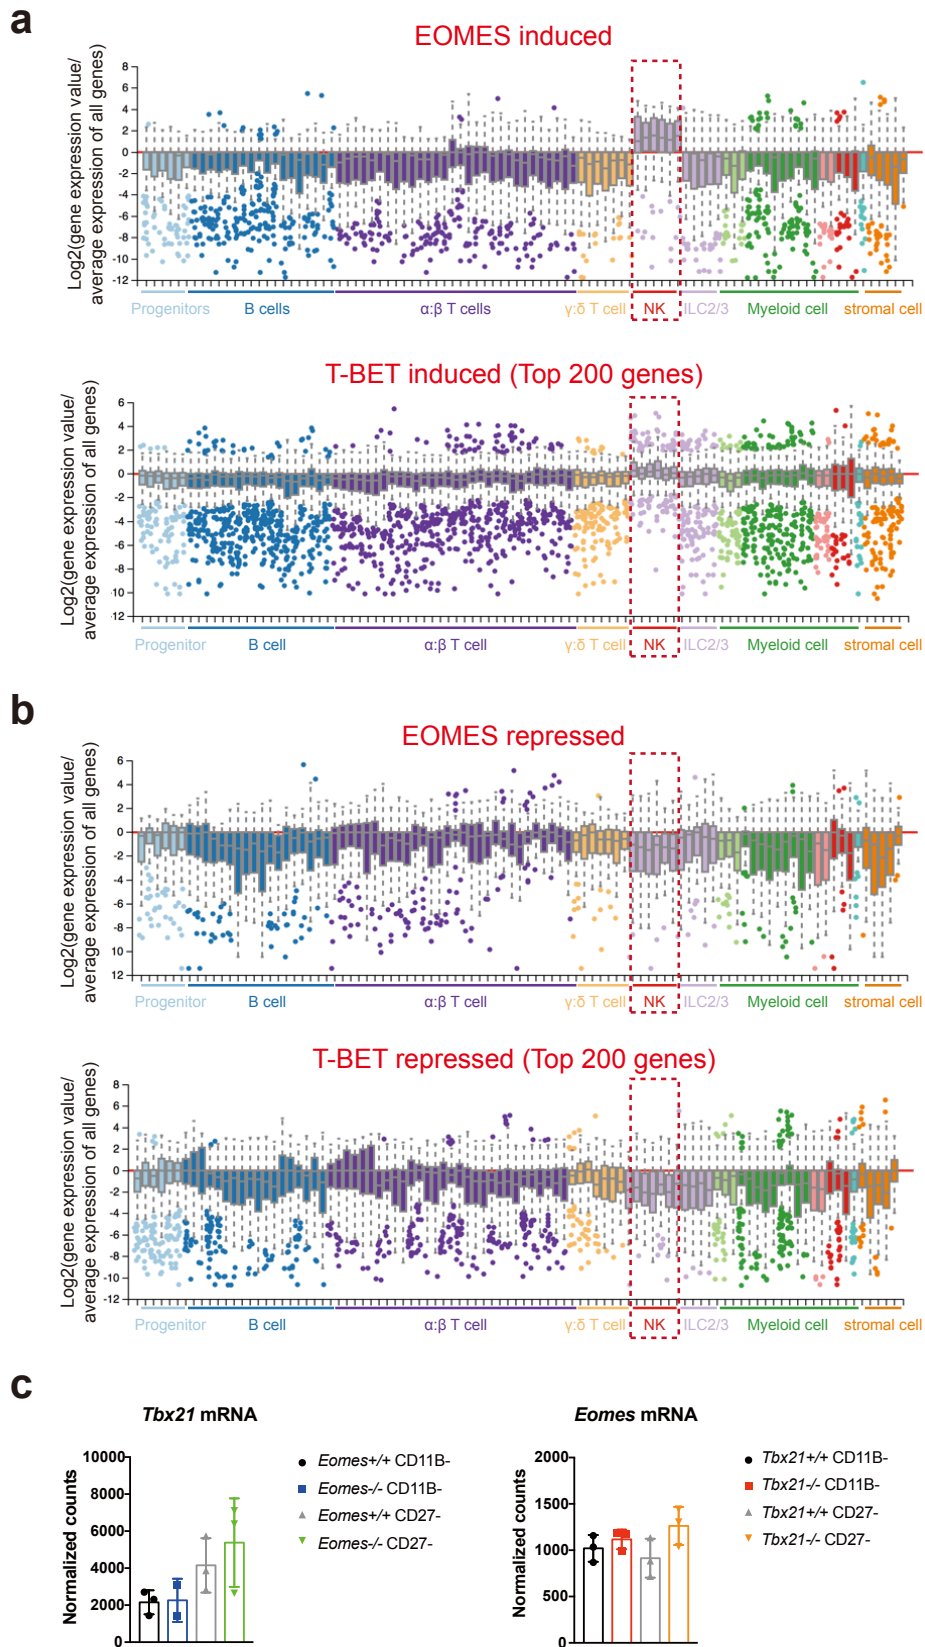 a
EOMES induced
Log2(gene expression value/
average expression of all genes)
8
6
4
2
0
-2
-4
-6
-8
-10
-12
Progenitors B cells α:β T cells γ:δ T cell NK ILC2/3 Myeloid cell stromal cell
T-BET induced (Top 200 genes)
Log2(gene expression value/
average expression of all genes)
6
4
2
0
-2
-4
-6
-8
-10
-12
Progenitor B cell α:β T cell γ:δ T cell NK ILC2/3 Myeloid cell stromal cell
b
EOMES repressed
Log2(gene expression value/
average expression of all genes)
6
4
2
0
-2
-4
-6
8
10
12
Progenitor B cell α:β T cell γ:δ T cell NK ILC2/3 Myeloid cell stromal cell
T-BET repressed (Top 200 genes)
Log2(gene expression value/
average expression of all genes)
8
6
4
2
0
-2
-4
-6
-8
-10
-12
Progenitor B cell α:β T cell γ:δ T cell NK ILC2/3 Myeloid cell stromal cell
c
Tbx21 mRNA
Normalized counts
10000
8000
6000
4000
2000
0
Eomes+/+ CD11B-
Eomes-/- CD11B-
Eomes+/+ CD27-
Eomes-/- CD27-
Eomes mRNA
Normalized counts
2000
1500
1000
500
0
Tbx21+/+ CD11B-
Tbx21-/- CD11B-
Tbx21+/+ CD27-
Tbx21-/- CD27-